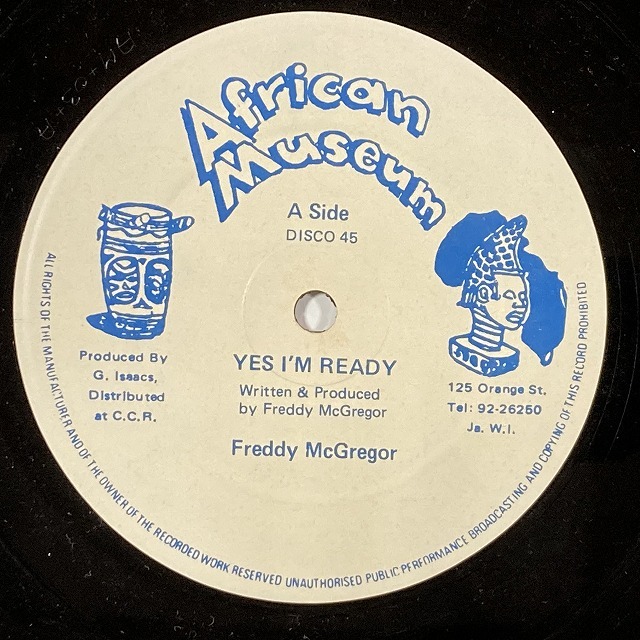 African
Museum
A Side
DISCO 45
Produced By
G. Isaacs,
Distributed
at C.C.R.
YES I'M READY
Written & Produced
by Freddy McGregor
Freddy McGregor
125 Orange St.
Tel: 92-26250
Ja. W.I.
ALL RIGHTS OF THE MANUFACTURER AND OF THE OWNER OF THE RECORDED WORK RESERVED UNAUTHORISED PUBLIC PERFORMANCE BROADCASTING AND COPYING OF THIS RECORD PROHIBITED